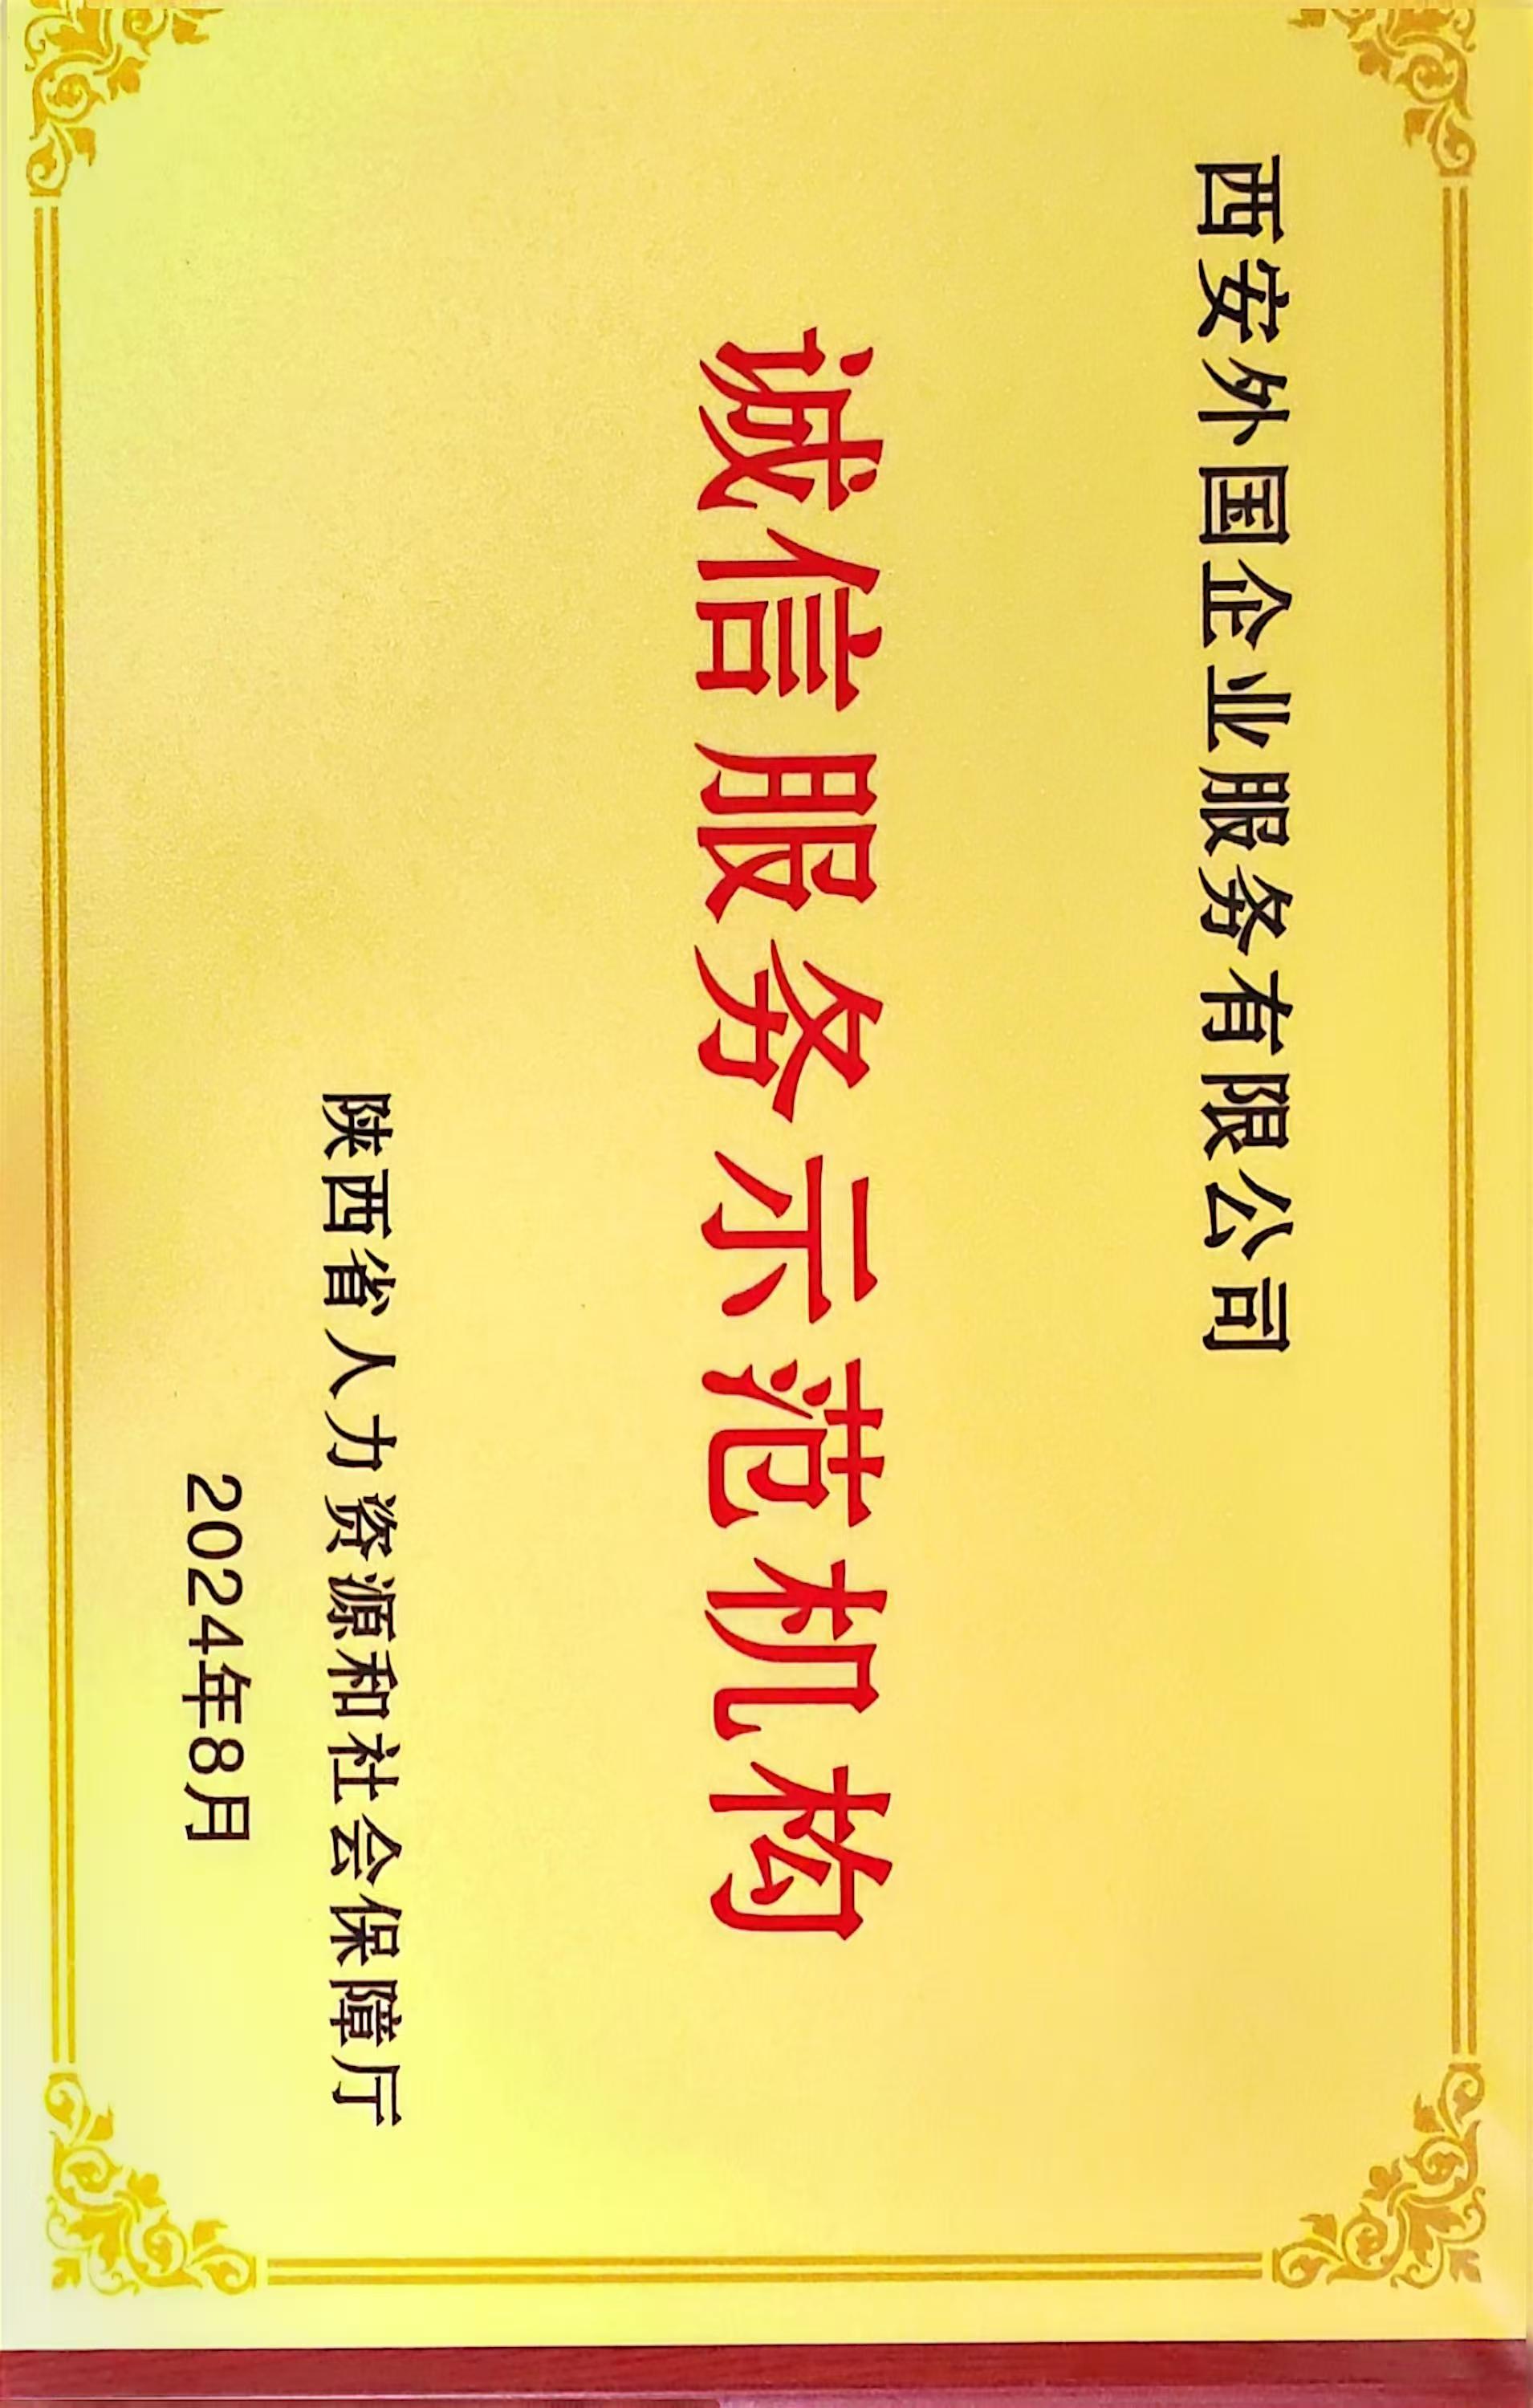 西安外国企业服务有限公司
诚信服务示范机构
陕西省人力资源和社会保障厅
2024年8月